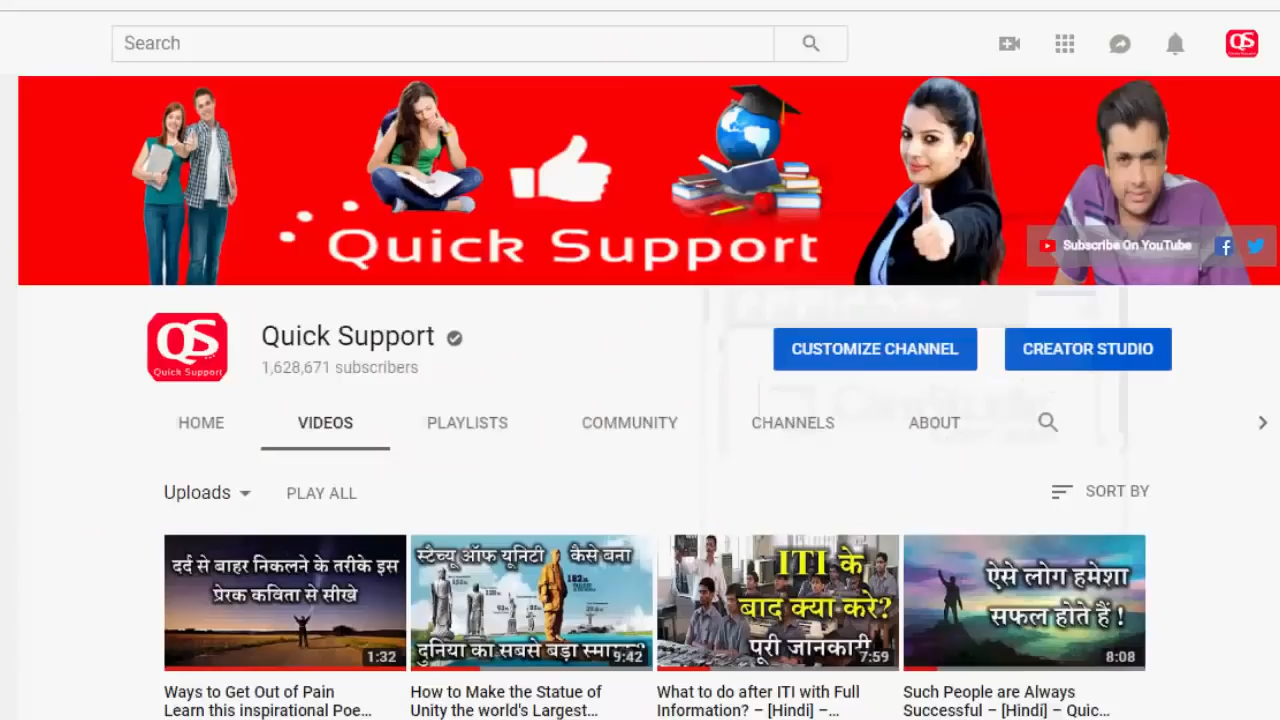 Search
QS
Quick Support
Subscribe On YouTube
QS
Quick Support
Quick Support
1,628,671 subscribers
CUSTOMIZE CHANNEL
CREATOR STUDIO
HOME
VIDEOS
PLAYLISTS
COMMUNITY
CHANNELS
ABOUT
Uploads
PLAY ALL
SORT BY
दर्द से बाहर निकलने के तरीके इस
प्रेरक कविता से सीखे
1:32
स्टैच्यू ऑफ यूनिटी कैसे बना
182
दुनिया का सबसे बड़ा
5:42
ITI के
बाद क्या करे?
पूरी जानकारी
7:59
ऐसे लोग हमेशा
सफल होते हैं !
8:08
Ways to Get Out of Pain
Learn this inspirational Poe...
How to Make the Statue of
Unity the world's Largest...
What to do after ITI with Full
Information? – [Hindi] –...
Such People are Always
Successful – [Hindi] – Quic...